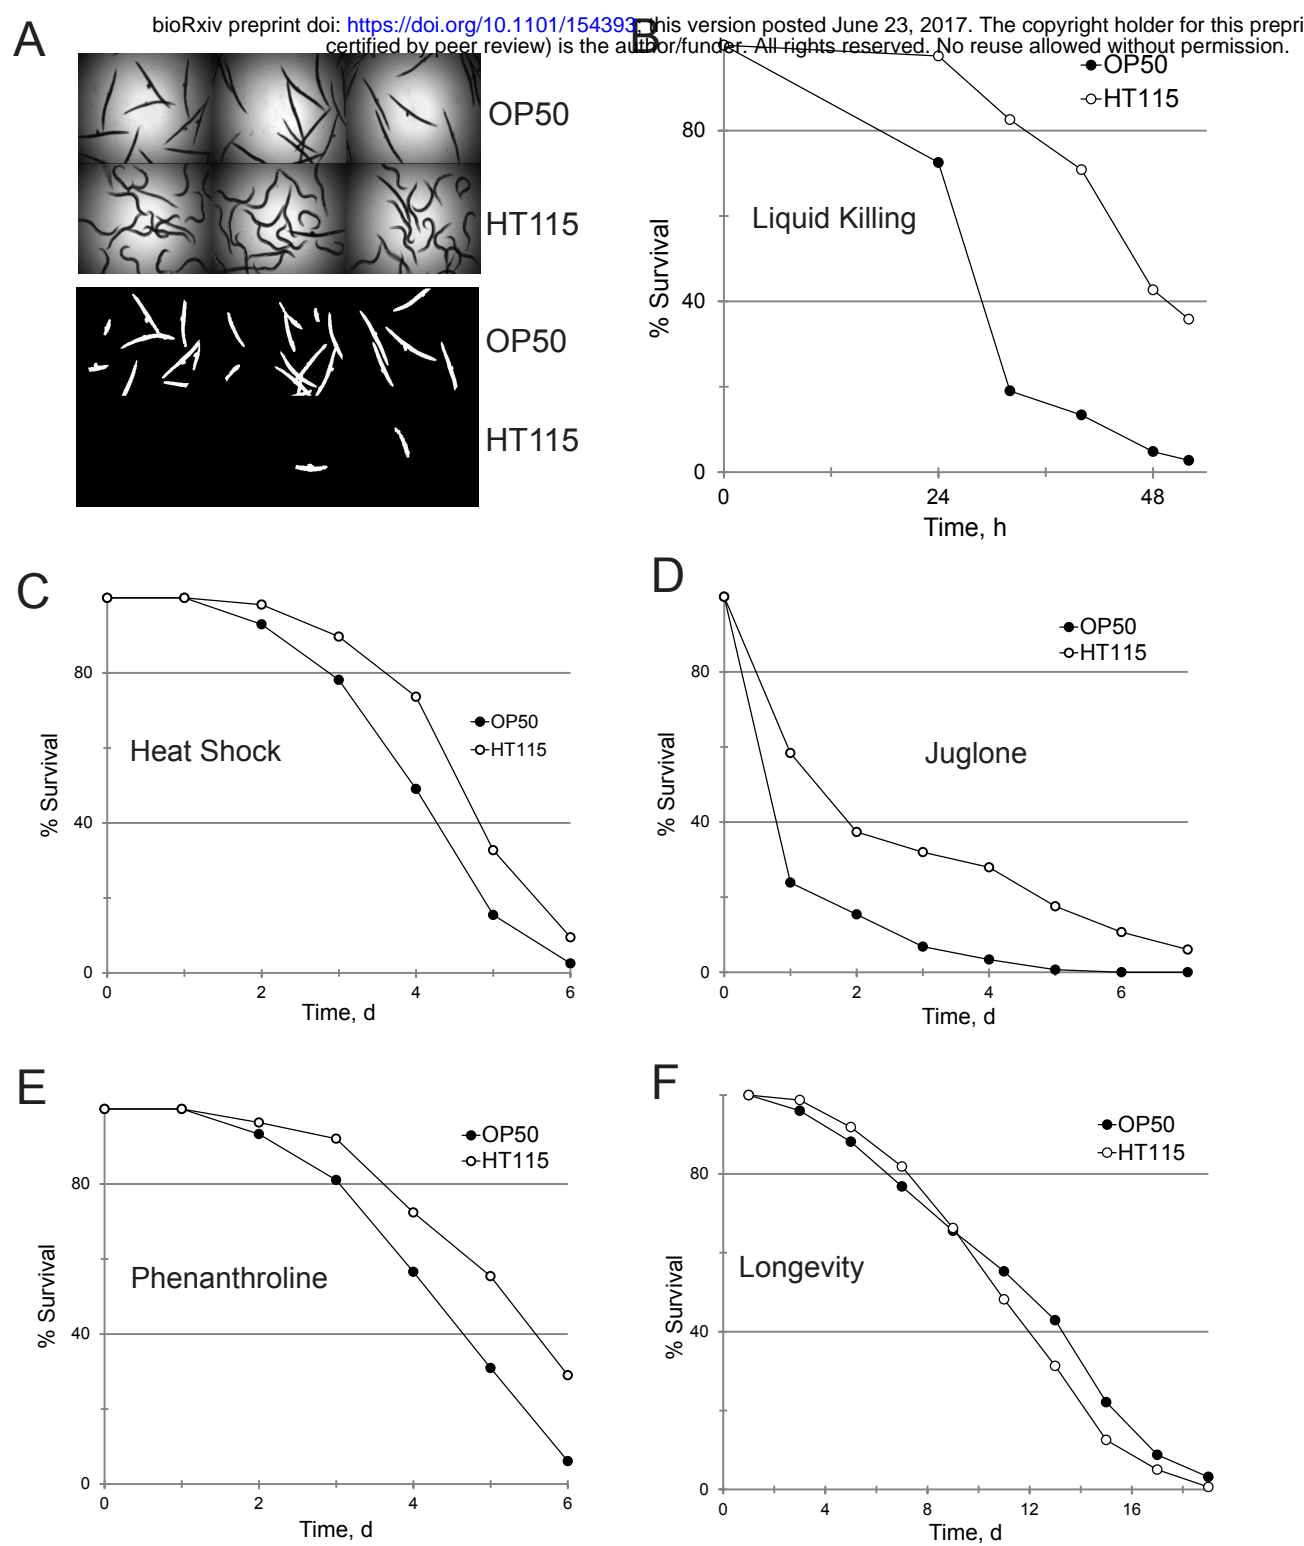 bioRxiv preprint doi: https://doi.org/10.1101/154393; this version posted June 23, 2017. The copyright holder for this prepri
certified by peer review) is the author/funder. All rights reserved. No reuse allowed without permission.
A
OP50
HT115
OP50
HT115
B
OP50
HT115
Liquid Killing
% Survival
80
40
0
0 24 48
Time, h
C
OP50
HT115
Heat Shock
% Survival
80
40
0
0 2 4 6
Time, d
D
OP50
HT115
Juglone
% Survival
80
40
0
0 2 4 6
Time, d
E
OP50
HT115
Phenanthroline
% Survival
80
40
0
0 2 4 6
Time, d
F
OP50
HT115
Longevity
% Survival
80
40
0
0 4 8 12 16
Time, d